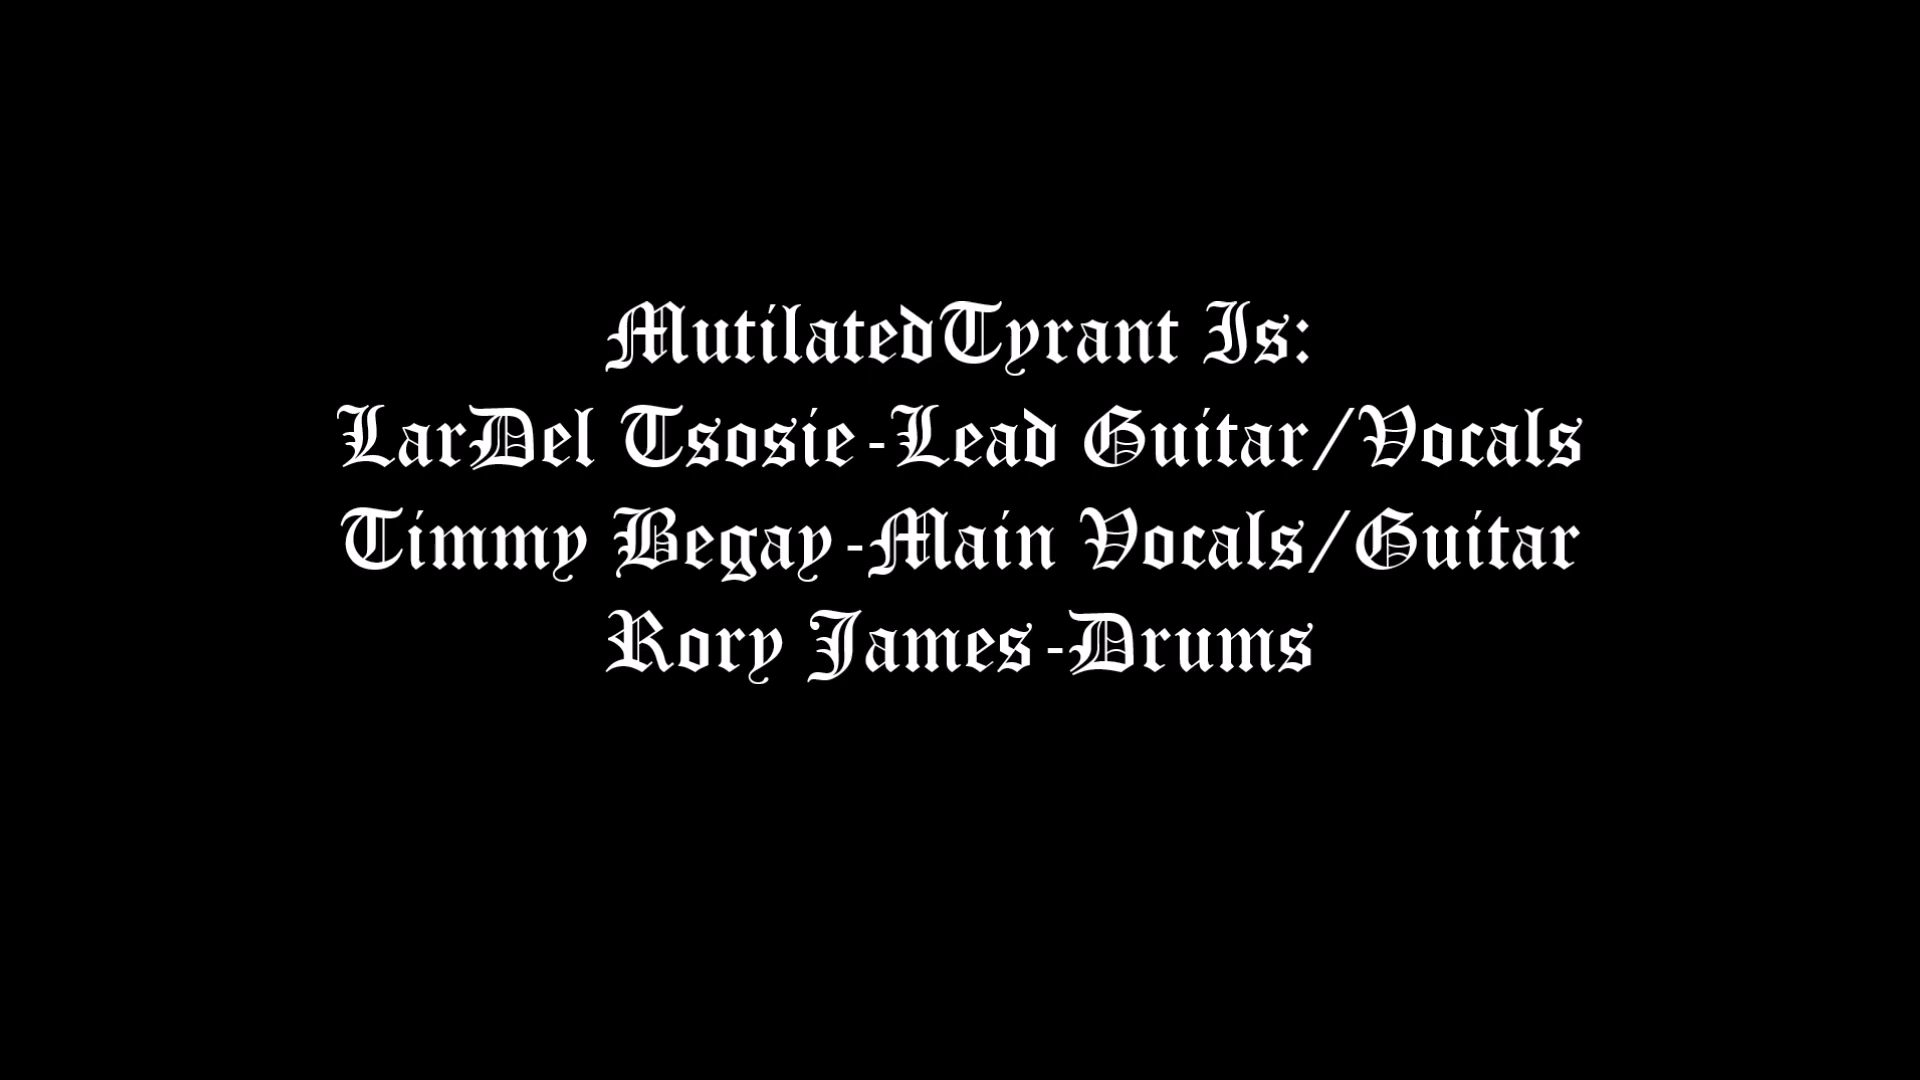 MutilatedTyrant Is:
LarDel Tsosie-Lead Guitar/Vocals
Timmy Begay-Main Vocals/Guitar
Rory James-Drums